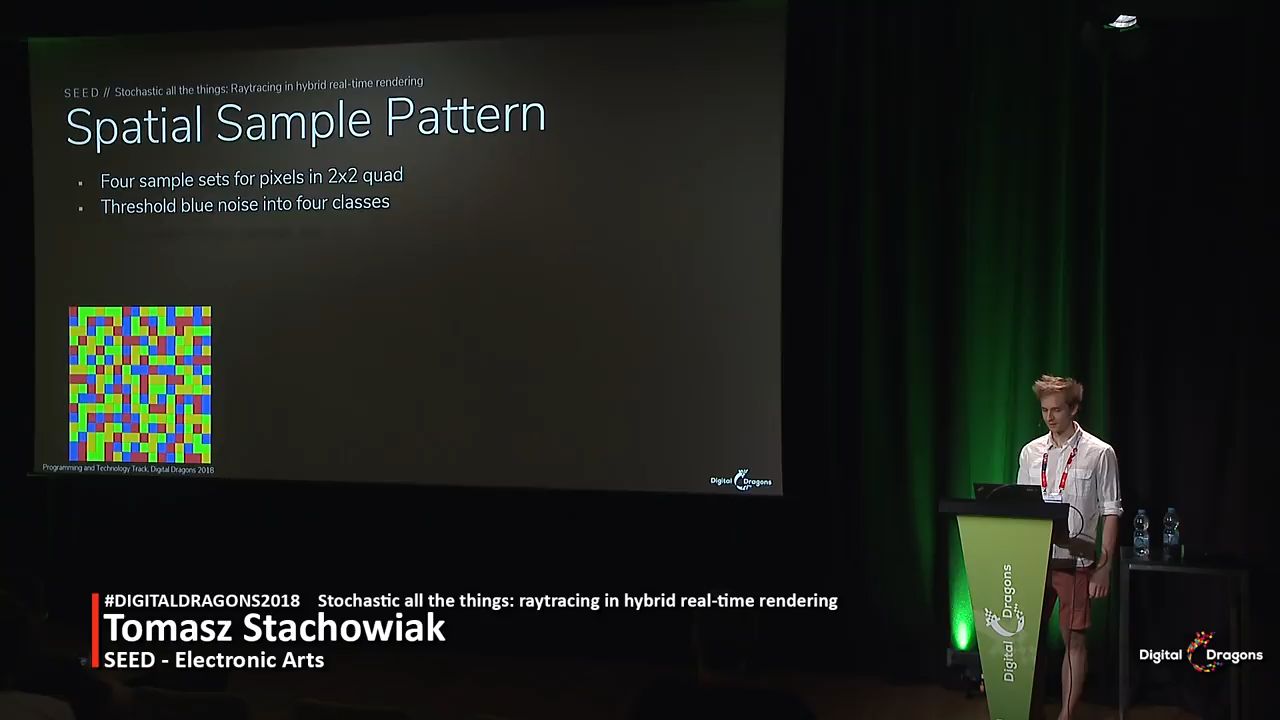 SEED // Stochastic all the things; Raytracing in hybrid real-time rendering
Spatial Sample Pattern
Four sample sets for pixels in 2x2 quad
Threshold blue noise into four classes
Programming and Technology Track, Digital Dragons 2018
Digital Dragons
Digital Dragons
#DIGITALDRAGONS2018 Stochastic all the things: raytracing in hybrid real-time rendering
Tomasz Stachowiak
SEED - Electronic Arts
Digital Dragons